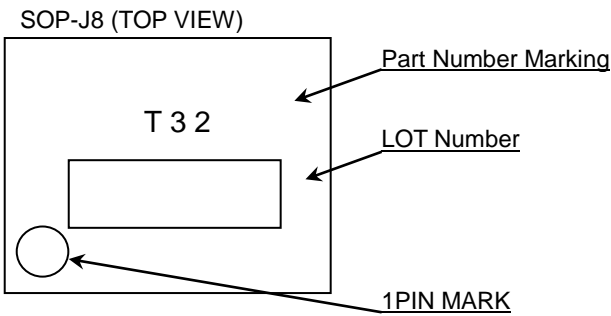 SOP-J8 (TOP VIEW)
Part Number Marking
T 3 2
LOT Number
1PIN MARK